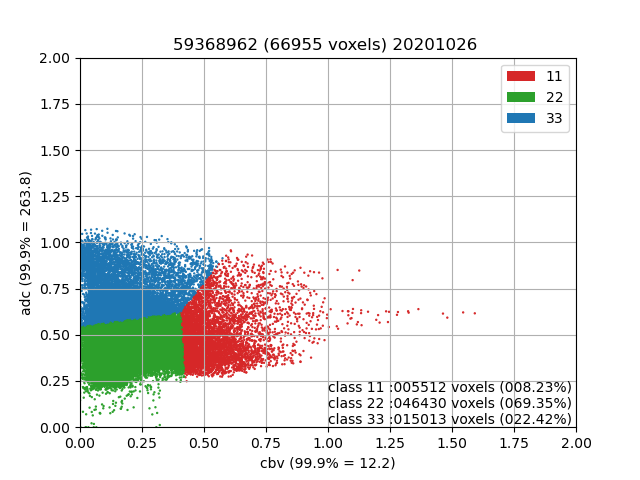 59368962 (66955 voxels) 20201026
2.00
1.75
1.50
1.25
1.00
0.75
0.50
0.25
0.00
adc (99.9% = 263.8)
11
22
33
class 11 :005512 voxels (008.23%)
class 22 :046430 voxels (069.35%)
class 33 :015013 voxels (022.42%)
0.00 0.25 0.50 0.75 1.00 1.25 1.50 1.75 2.00
cbv (99.9% = 12.2)